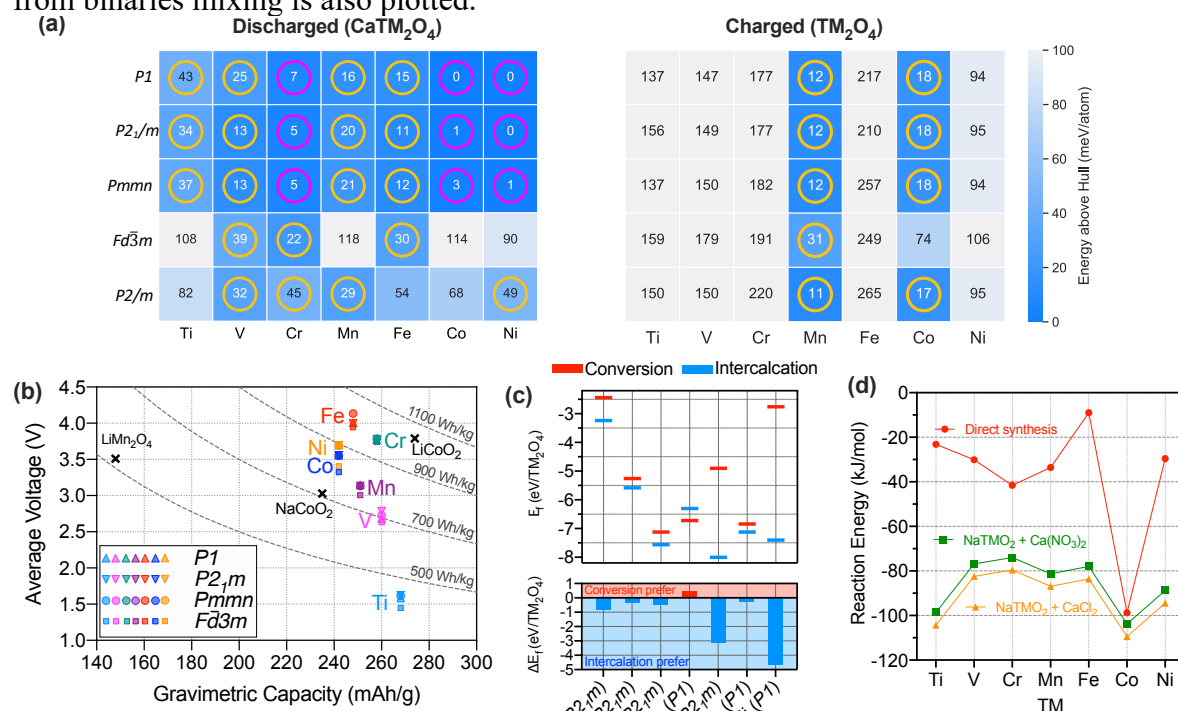 from binaries mixing is also plotted.
(a)
Discharged (CaTM2O4)
P1 43 25 7 16 15 0 0
P21/m 34 13 5 20 11 1 0
Pmmn 37 13 5 21 12 3 1
Fd3̅m 108 39 22 118 30 114 90
P2/m 82 32 45 29 54 68 49
Ti V Cr Mn Fe Co Ni
Charged (TM2O4)
137 147 177 12 217 18 94
156 149 177 12 210 18 95
137 150 182 12 257 18 94
159 179 191 31 249 74 106
150 150 220 11 265 17 95
Ti V Cr Mn Fe Co Ni
100
80
60
40
20
0
Energy above Hull (meV/atom)
(b)
Average Voltage (V)
4.5
4.0
3.5
3.0
2.5
2.0
1.5
1.0
1100 Wh/kg
900 Wh/kg
700 Wh/kg
500 Wh/kg
LiMn2O4
Fe
Ni
Co
Cr
LiCoO2
Mn
NaCoO2
V
Ti
P1
P21m
Pmmn
Fd3̅m
140 160 180 200 220 240 260 280 300
Gravimetric Capacity (mAh/g)
Conversion Intercalcation
(c)
Ef (eV/TM2O4)
-3
-4
-5
-6
-7
-8
ΔEf (eV/TM2O4)
1
0
-1
-2
-3
-4
-5
Conversion prefer
Intercalation prefer
(d)
Reaction Energy (kJ/mol)
0
-20
-40
-60
-80
-100
-120
Direct synthesis
NaTMO2 + Ca(NO3)2
NaTMO2 + CaCl2
Ti V Cr Mn Fe Co Ni
TM